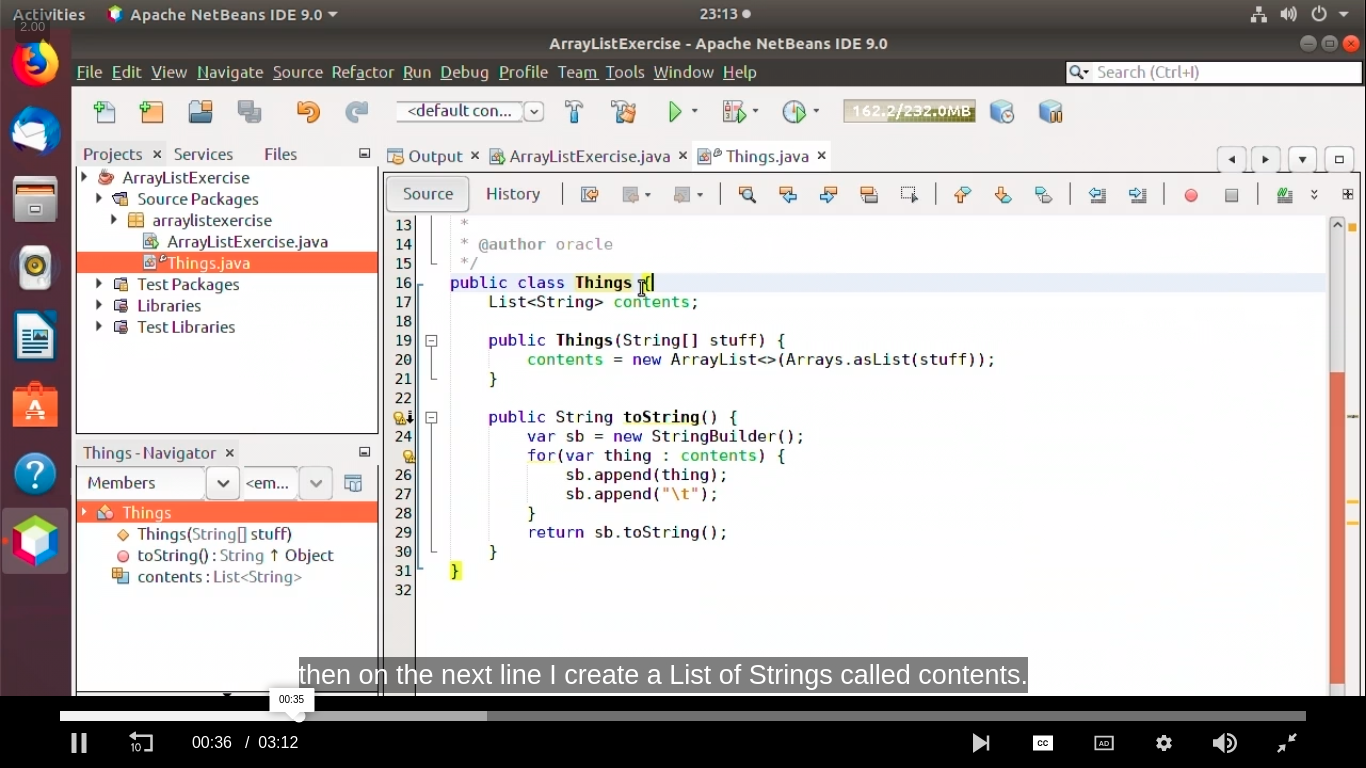 Activities Apache NetBeans IDE 9.0 23:13
2.00
ArrayListExercise - Apache NetBeans IDE 9.0
File Edit View Navigate Source Refactor Run Debug Profile Team Tools Window Help Search (Ctrl+I)
<default con... 162.2/232.0MB
Projects Services Files
Output ArrayListExercise.java Things.java
ArrayListExercise
Source Packages
arraylistexercise
ArrayListExercise.java
Things.java
Test Packages
Libraries
Test Libraries
Source History
13 *
14 * @author oracle
15 */
16 public class Things {
17 List<String> contents;
18
19 public Things(String[] stuff) {
20 contents = new ArrayList<>(Arrays.asList(stuff));
21 }
22
public String toString() {
24 var sb = new StringBuilder();
for(var thing : contents) {
26 sb.append(thing);
27 sb.append("\t");
28 }
29 return sb.toString();
30 }
31 }
32
Things - Navigator
Members <em...
Things
Things(String[] stuff)
toString() : String ↑ Object
contents : List<String>
then on the next line I create a List of Strings called contents.
00:35
10 00:36 / 03:12 CC AD